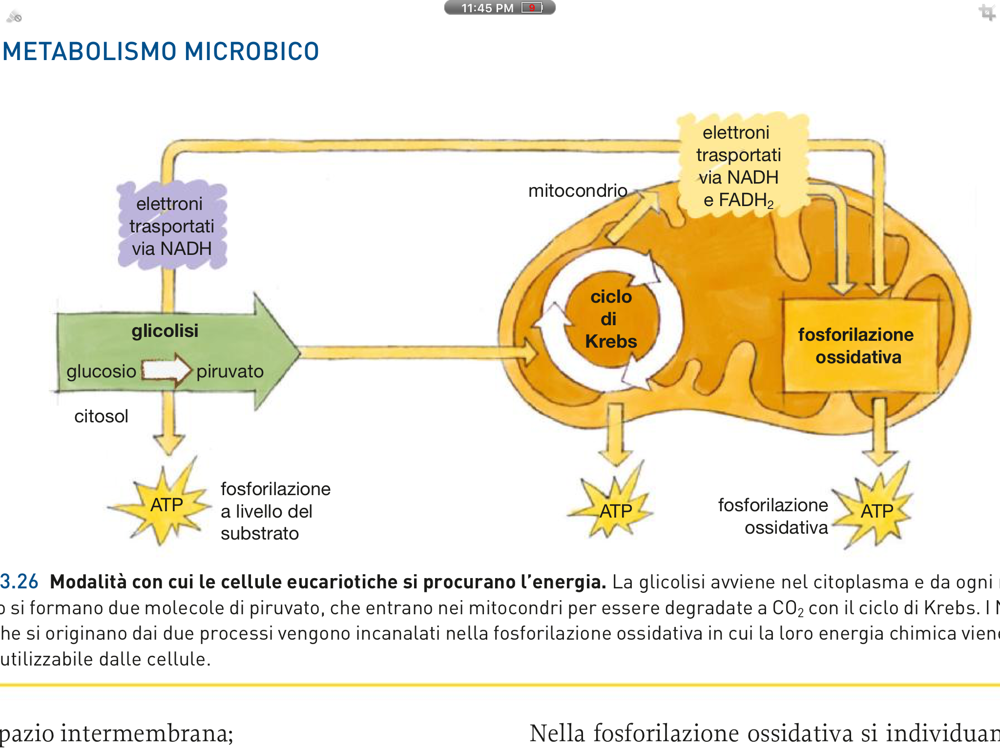 11:45 PM 9
METABOLISMO MICROBICO
elettroni
trasportati
via NADH
e FADH₂
mitocondrio
elettroni
trasportati
via NADH
ciclo
di
Krebs
glicolisi
fosforilazione
ossidativa
glucosio piruvato
citosol
ATP
fosforilazione
a livello del
substrato
ATP
fosforilazione
ossidativa
ATP
3.26 Modalità con cui le cellule eucariotiche si procurano l’energia. La glicolisi avviene nel citoplasma e da ogni
si formano due molecole di piruvato, che entrano nei mitocondri per essere degradate a CO₂ con il ciclo di Krebs. I
he si originano dai due processi vengono incanalati nella fosforilazione ossidativa in cui la loro energia chimica viene
utilizzabile dalle cellule.
pazio intermembrana;
Nella fosforilazione ossidativa si individuan